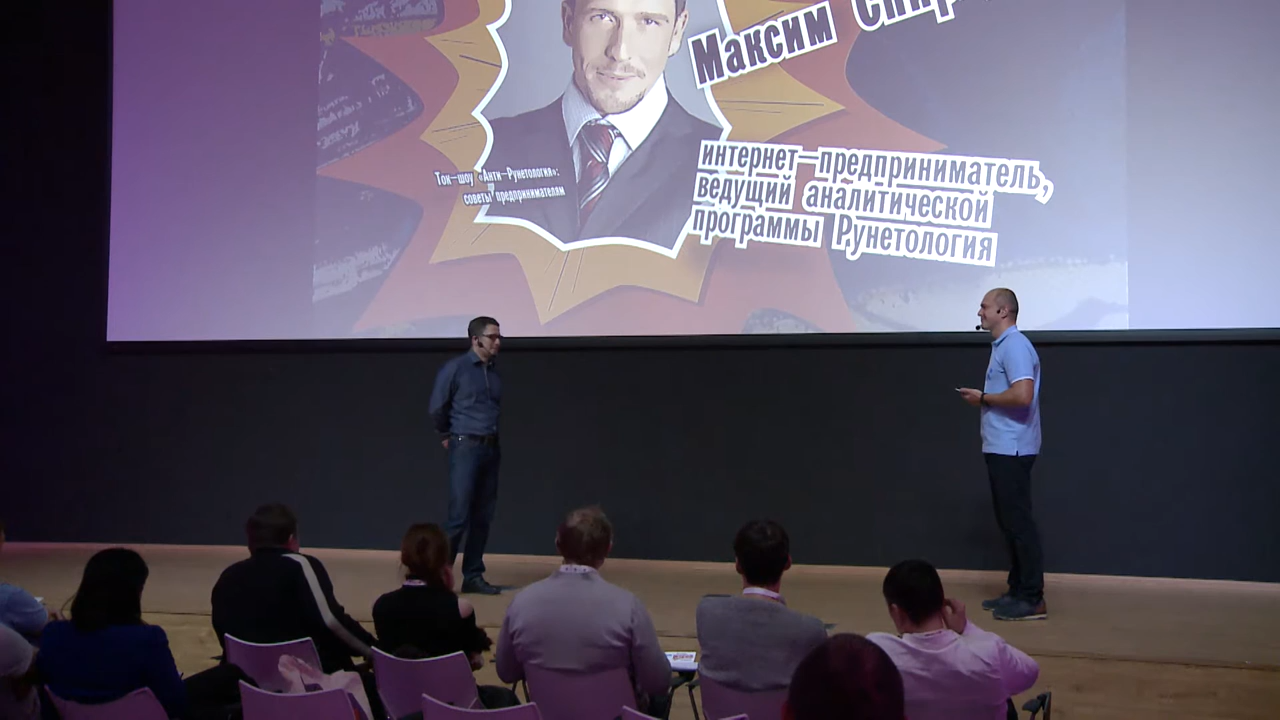 Максим
интернет-предприниматель,
ведущий аналитической
программы Рунетология
Ток-шоу «Анти-Рунетология»:
советы предпринимателям